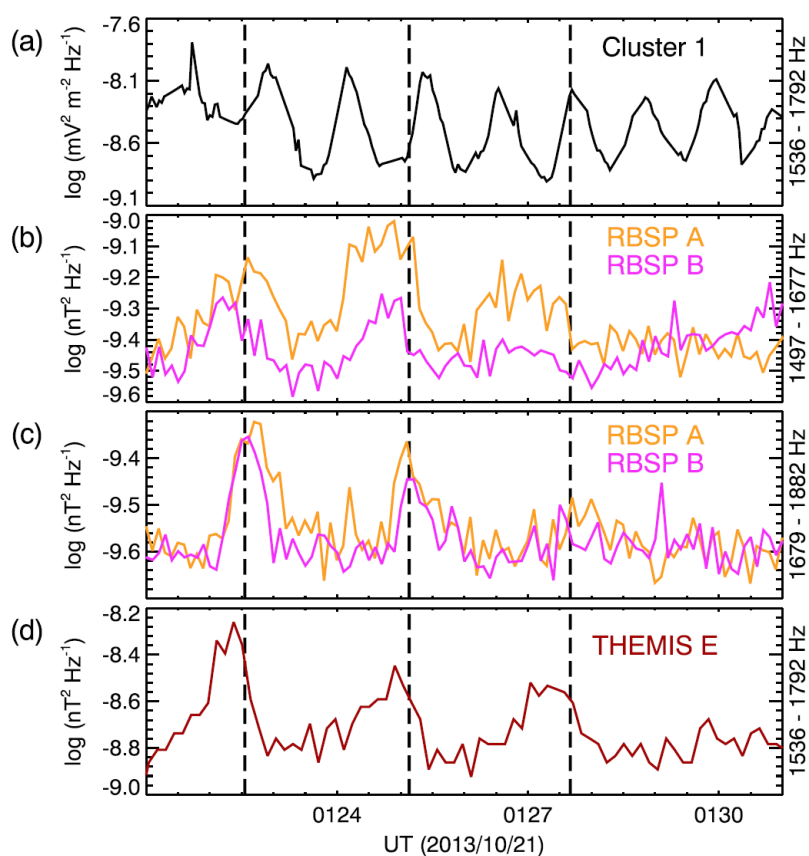 (a)
-7.6
-8.1
-8.6
-9.1
log (mV² m⁻² Hz⁻¹)
Cluster 1
1536 - 1792 Hz
(b)
-9.0
-9.1
-9.2
-9.3
-9.4
-9.5
-9.6
log (nT² Hz⁻¹)
RBSP A
RBSP B
1497 - 1677 Hz
(c)
-9.4
-9.5
-9.6
log (nT² Hz⁻¹)
RBSP A
RBSP B
1679 - 1882 Hz
(d)
-8.2
-8.4
-8.6
-8.8
-9.0
log (nT² Hz⁻¹)
THEMIS E
1536 - 1792 Hz
0124
0127
0130
UT (2013/10/21)